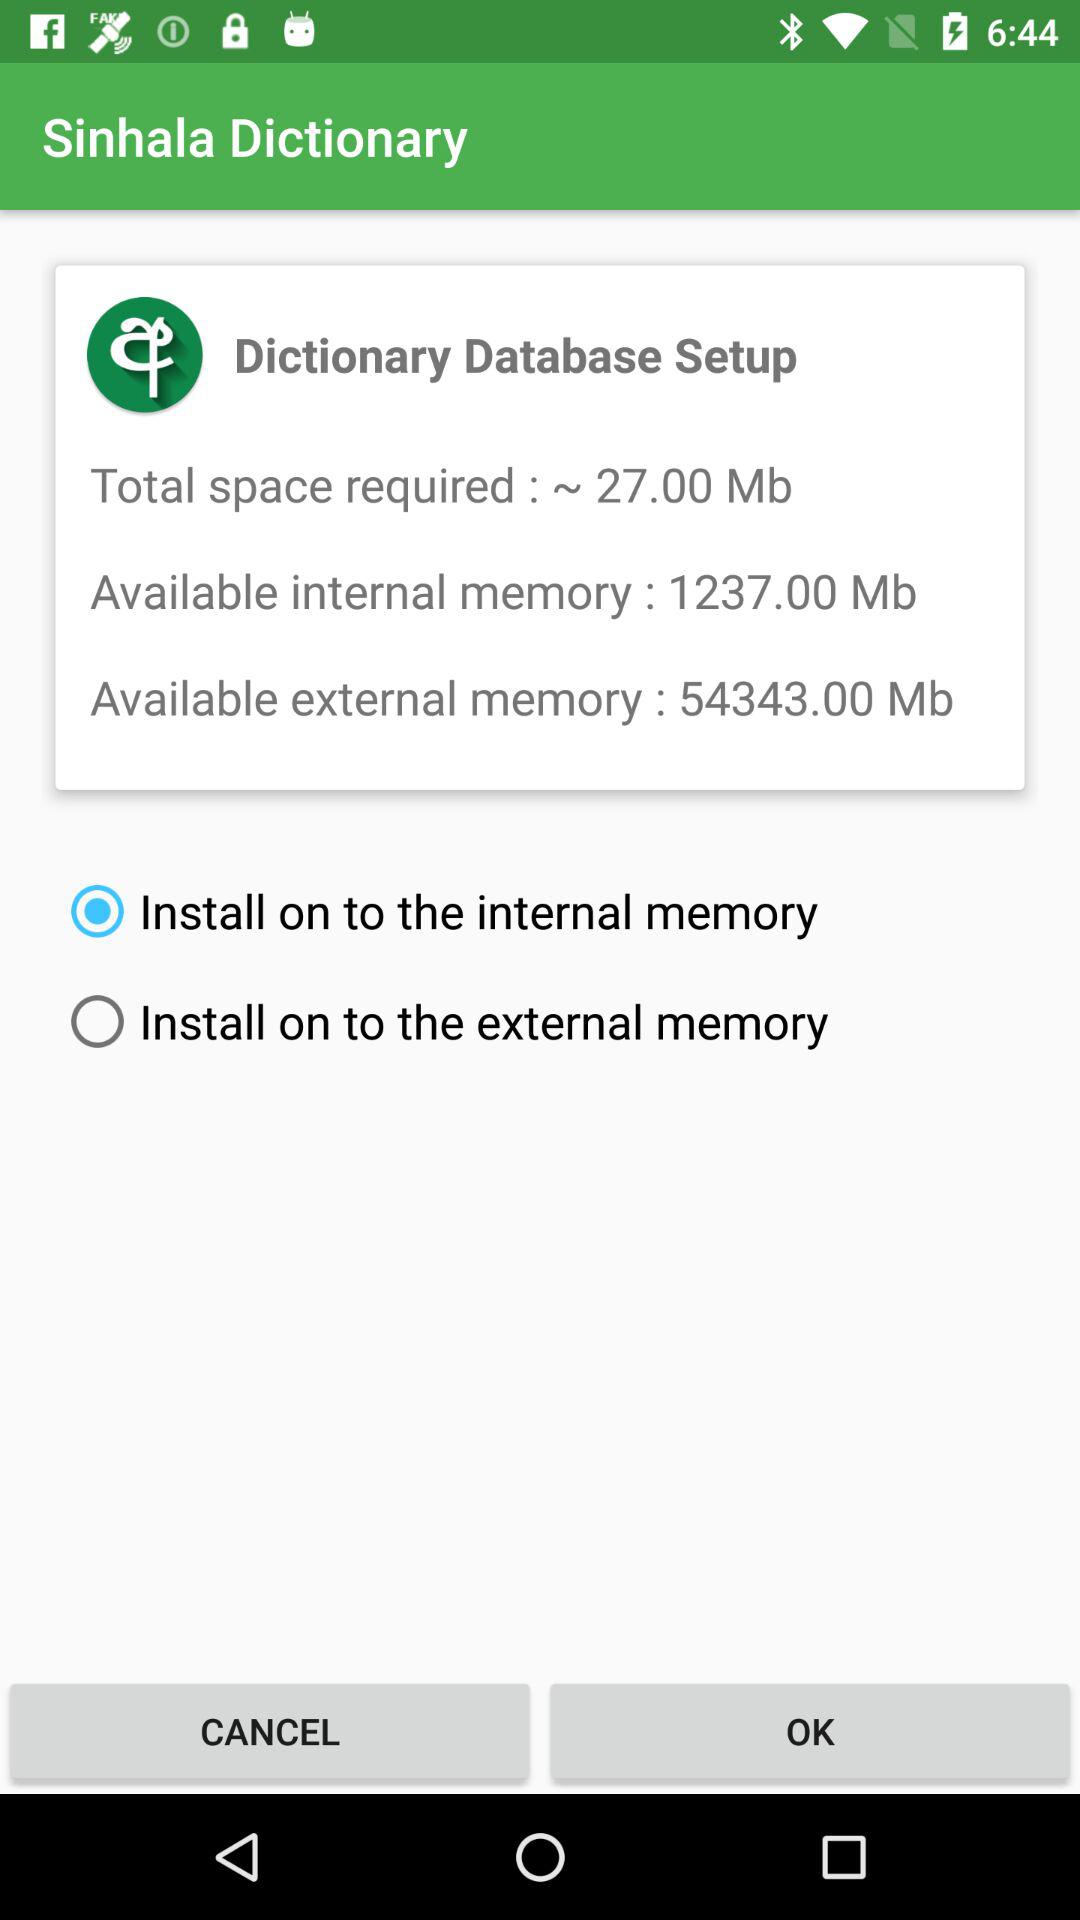 FAKE
6:44
Sinhala Dictionary
අ
Dictionary Database Setup
Total space required : ~ 27.00 Mb
Available internal memory : 1237.00 Mb
Available external memory : 54343.00 Mb
Install on to the internal memory
Install on to the external memory
CANCEL
OK